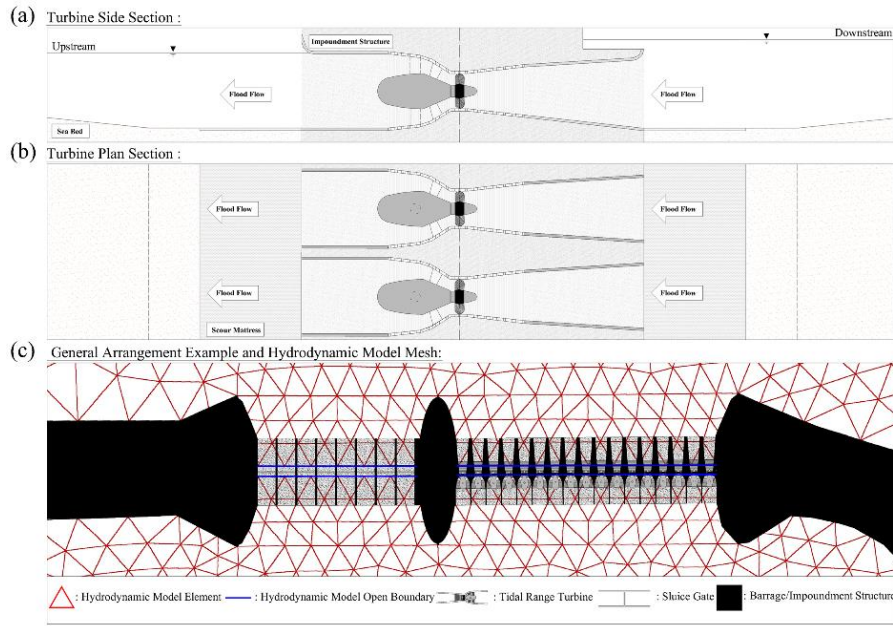 (a) Turbine Side Section :
Impoundment Structure
Upstream
Downstream
Flood Flow
Flood Flow
Sea Bed
(b) Turbine Plan Section :
Flood Flow
Flood Flow
Flood Flow
Flood Flow
Scour Mattress
(c) General Arrangement Example and Hydrodynamic Model Mesh:
: Hydrodynamic Model Element : Hydrodynamic Model Open Boundary : Tidal Range Turbine : Sluice Gate : Barrage/Impoundment Structure